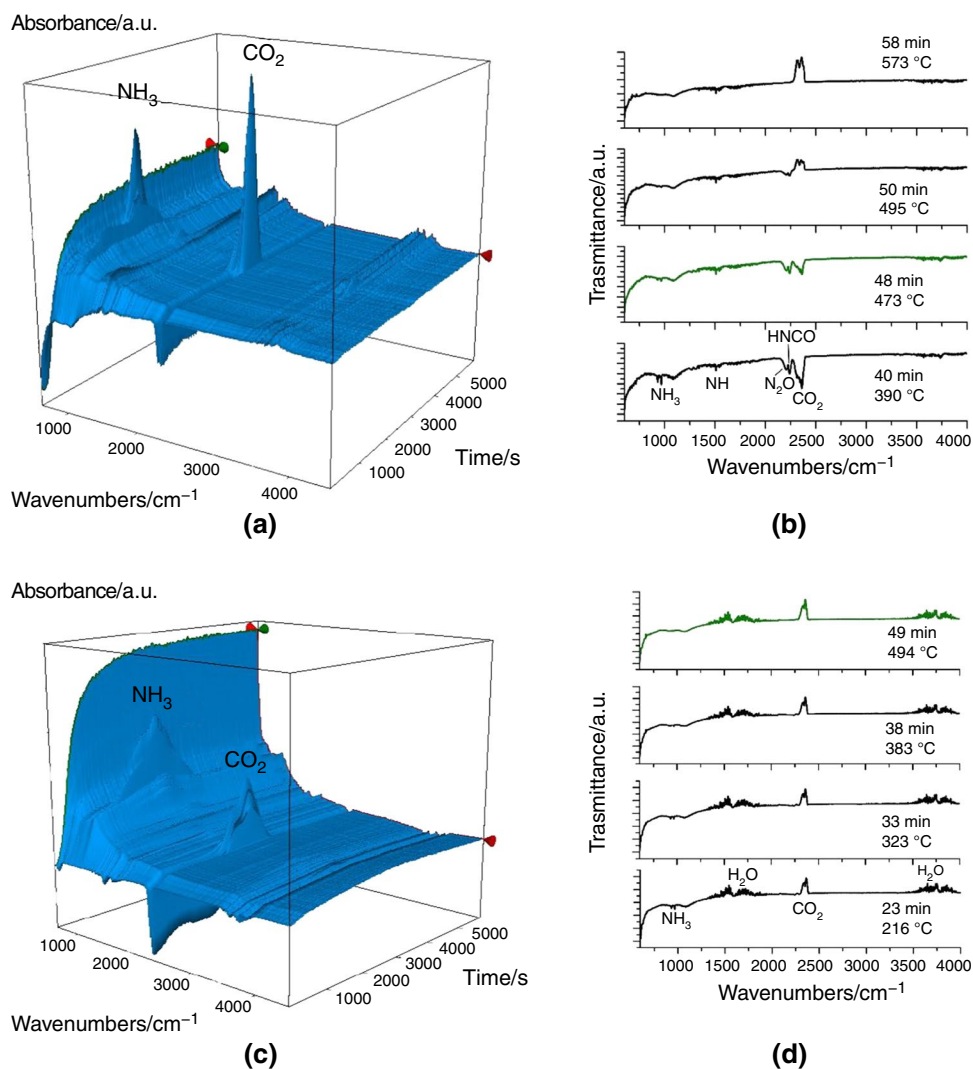 Absorbance/a.u.
CO₂
NH₃
1000
2000
3000
4000
1000
2000
3000
4000
5000
Time/s
Wavenumbers/cm⁻¹
(a)
58 min
573 °C
50 min
495 °C
48 min
473 °C
HNCO
N₂O
NH₃
NH
CO₂
40 min
390 °C
Trasmittance/a.u.
1000 1500 2000 2500 3000 3500 4000
Wavenumbers/cm⁻¹
(b)
Absorbance/a.u.
NH₃
CO₂
1000
2000
3000
4000
1000
2000
3000
4000
5000
Time/s
Wavenumbers/cm⁻¹
(c)
49 min
494 °C
38 min
383 °C
33 min
323 °C
H₂O
H₂O
NH₃
CO₂
23 min
216 °C
Trasmittance/a.u.
1000 1500 2000 2500 3000 3500 4000
Wavenumbers/cm⁻¹
(d)